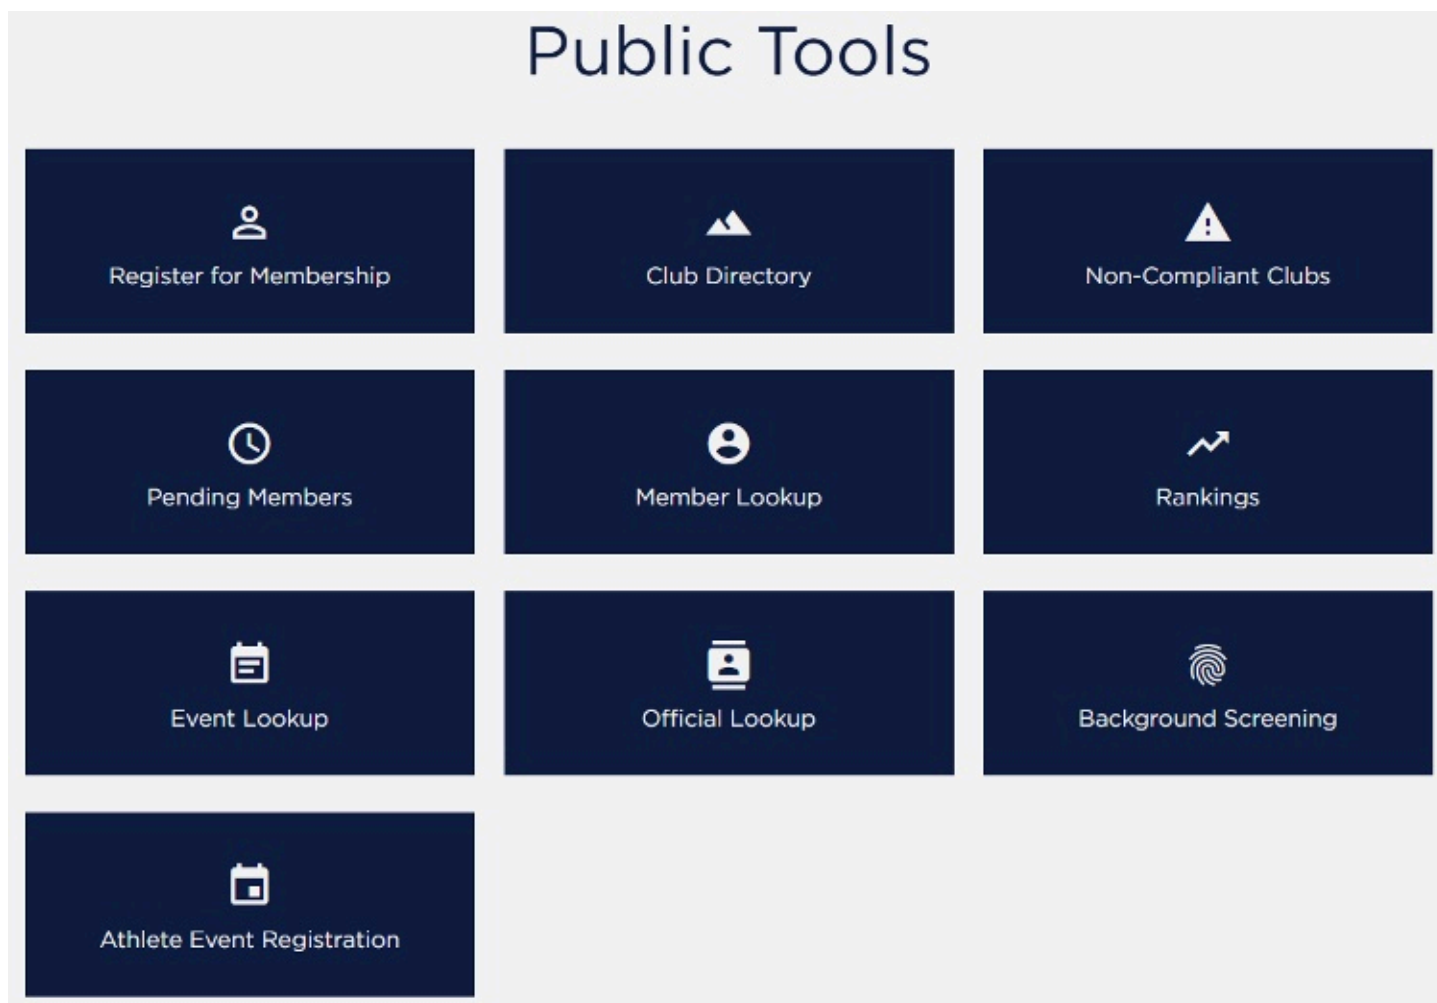 Public Tools
Register for Membership
Club Directory
Non-Compliant Clubs
Pending Members
Member Lookup
Rankings
Event Lookup
Official Lookup
Background Screening
Athlete Event Registration